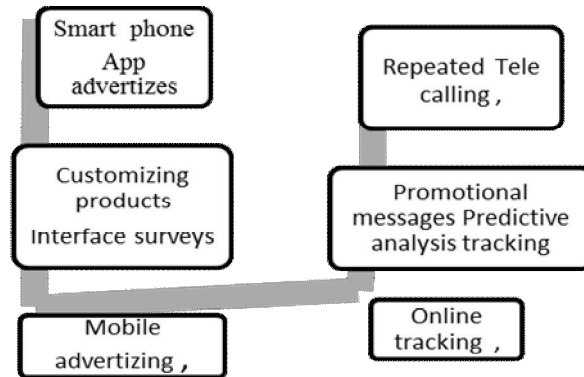 Smart phone
App
advertizes
Customizing
products
Interface surveys
Mobile
advertizing ,
Repeated Tele
calling ,
Promotional
messages Predictive
analysis tracking
Online
tracking ,